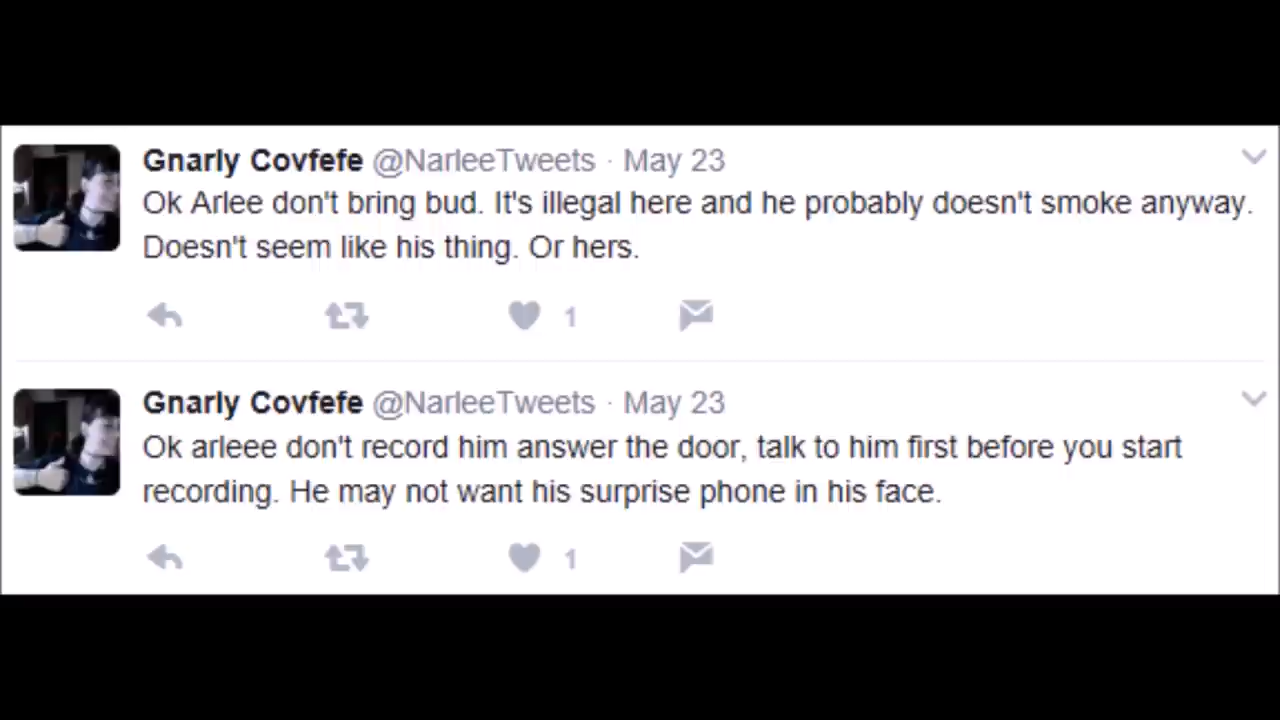 Gnarly Covfefe @NarleeTweets · May 23
Ok Arlee don't bring bud. It's illegal here and he probably doesn't smoke anyway.
Doesn't seem like his thing. Or hers.
1
Gnarly Covfefe @NarleeTweets · May 23
Ok arleee don't record him answer the door, talk to him first before you start
recording. He may not want his surprise phone in his face.
1